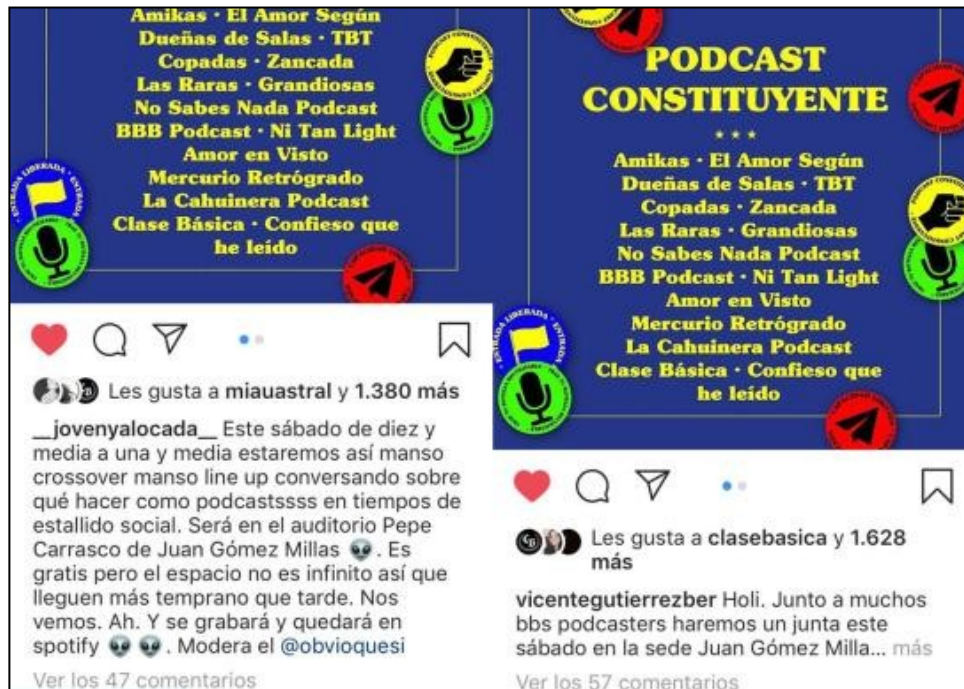 Amikas · El Amor Según
Dueñas de Salas · TBT
Copadas · Zancada
Las Raras · Grandiosas
No Sabes Nada Podcast
BBB Podcast · Ni Tan Light
Amor en Visto
Mercurio Retrógrado
La Cahuinera Podcast
Clase Básica · Confieso que
he leído
ENTRADA LIBERADA · ENTRADA
Les gusta a miauastral y 1.380 más
__jovenyalocada__ Este sábado de diez y
media a una y media estaremos así manso
crossover manso line up conversando sobre
qué hacer como podcastssss en tiempos de
estallido social. Será en el auditorio Pepe
Carrasco de Juan Gómez Millas 👽 . Es
gratis pero el espacio no es infinito así que
lleguen más temprano que tarde. Nos
vemos. Ah. Y se grabará y quedará en
spotify 👽 👽 . Modera el @obvioquesi
Ver los 47 comentarios
PODCAST
CONSTITUYENTE
Amikas · El Amor Según
Dueñas de Salas · TBT
Copadas · Zancada
Las Raras · Grandiosas
No Sabes Nada Podcast
BBB Podcast · Ni Tan Light
Amor en Visto
Mercurio Retrógrado
La Cahuinera Podcast
Clase Básica · Confieso que
he leído
ENTRADA LIBERADA · ENTRADA
Les gusta a clasebasica y 1.628
más
vicentegutierrezber Holi. Junto a muchos
bbs podcasters haremos un junta este
sábado en la sede Juan Gómez Milla... más
Ver los 57 comentarios